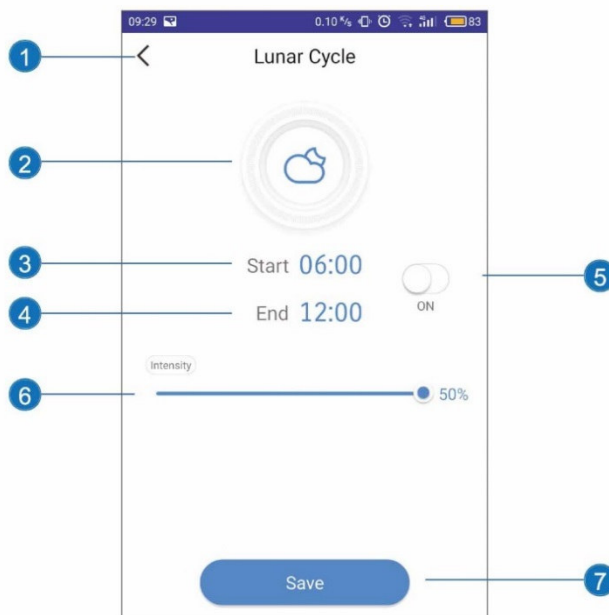 09:29 0.10 K/s 4G 83
1 Lunar Cycle
2
3 Start 06:00
5
ON
4 End 12:00
Intensity
6 50%
Save 7